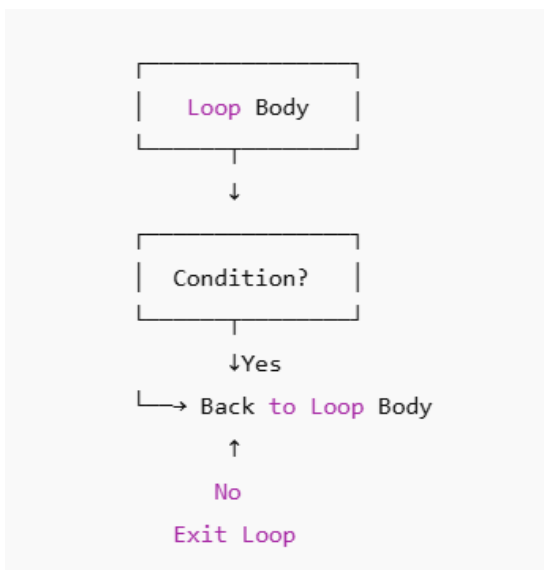 Loop Body
↓
Condition?
↓Yes
└──→ Back to Loop Body
↑
No
Exit Loop